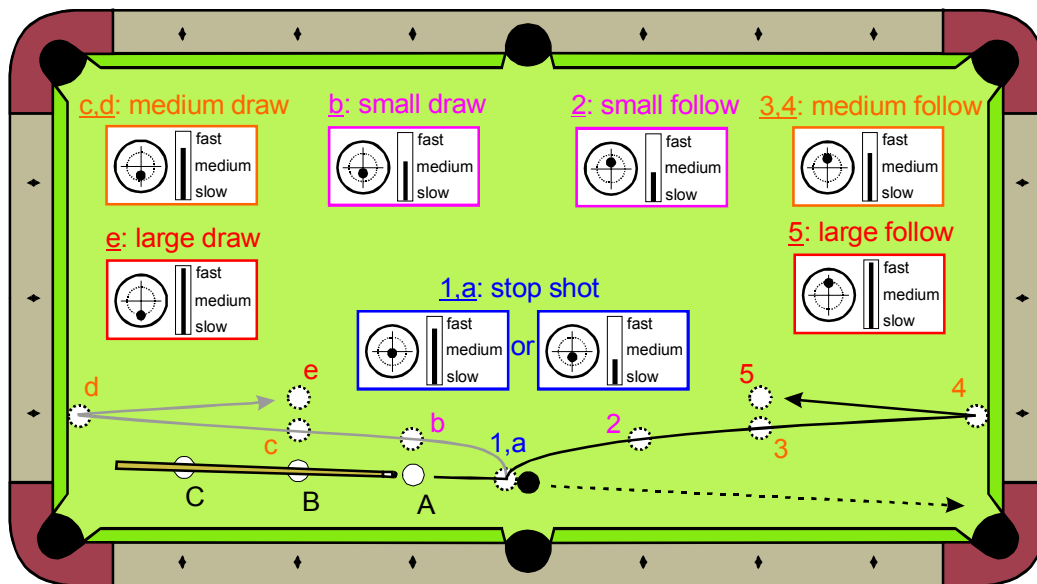 c,d: medium draw
b: small draw
2: small follow
3,4: medium follow
fast
medium
slow
fast
medium
slow
fast
medium
slow
fast
medium
slow
e: large draw
5: large follow
fast
medium
slow
fast
medium
slow
1,a: stop shot
fast
medium
slow
or
fast
medium
slow
d
e
5
4
c
b
1,a
2
3
C
B
A